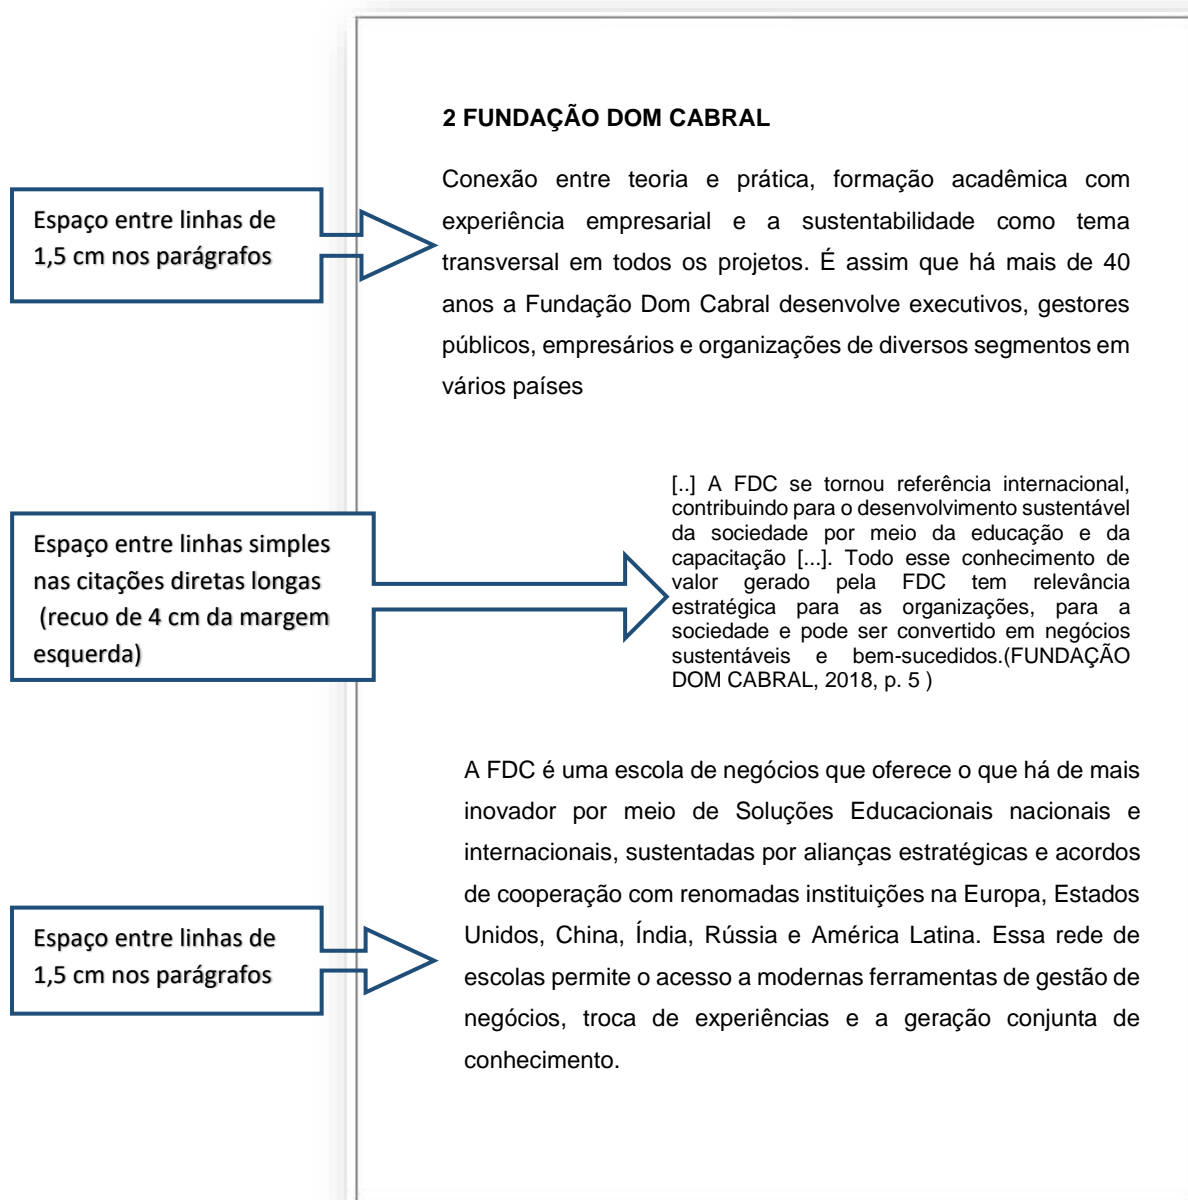 2 FUNDAÇÃO DOM CABRAL
Conexão entre teoria e prática, formação acadêmica com
experiência empresarial e a sustentabilidade como tema
transversal em todos os projetos. É assim que há mais de 40
anos a Fundação Dom Cabral desenvolve executivos, gestores
públicos, empresários e organizações de diversos segmentos em
vários países
Espaço entre linhas de
1,5 cm nos parágrafos
[..] A FDC se tornou referência internacional,
contribuindo para o desenvolvimento sustentável
da sociedade por meio da educação e da
capacitação [...]. Todo esse conhecimento de
valor gerado pela FDC tem relevância
estratégica para as organizações, para a
sociedade e pode ser convertido em negócios
sustentáveis e bem-sucedidos.(FUNDAÇÃO
DOM CABRAL, 2018, p. 5 )
Espaço entre linhas simples
nas citações diretas longas
(recuo de 4 cm da margem
esquerda)
A FDC é uma escola de negócios que oferece o que há de mais
inovador por meio de Soluções Educacionais nacionais e
internacionais, sustentadas por alianças estratégicas e acordos
de cooperação com renomadas instituições na Europa, Estados
Unidos, China, Índia, Rússia e América Latina. Essa rede de
escolas permite o acesso a modernas ferramentas de gestão de
negócios, troca de experiências e a geração conjunta de
conhecimento.
Espaço entre linhas de
1,5 cm nos parágrafos